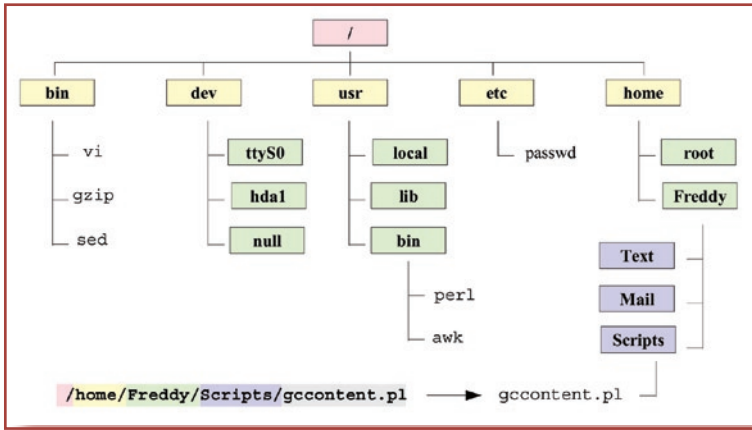 /
bin dev usr etc home
vi ttyS0 local passwd root
gzip hda1 lib Freddy
sed null bin
Text
perl Mail
awk Scripts
/home/Freddy/Scripts/gccontent.pl gccontent.pl